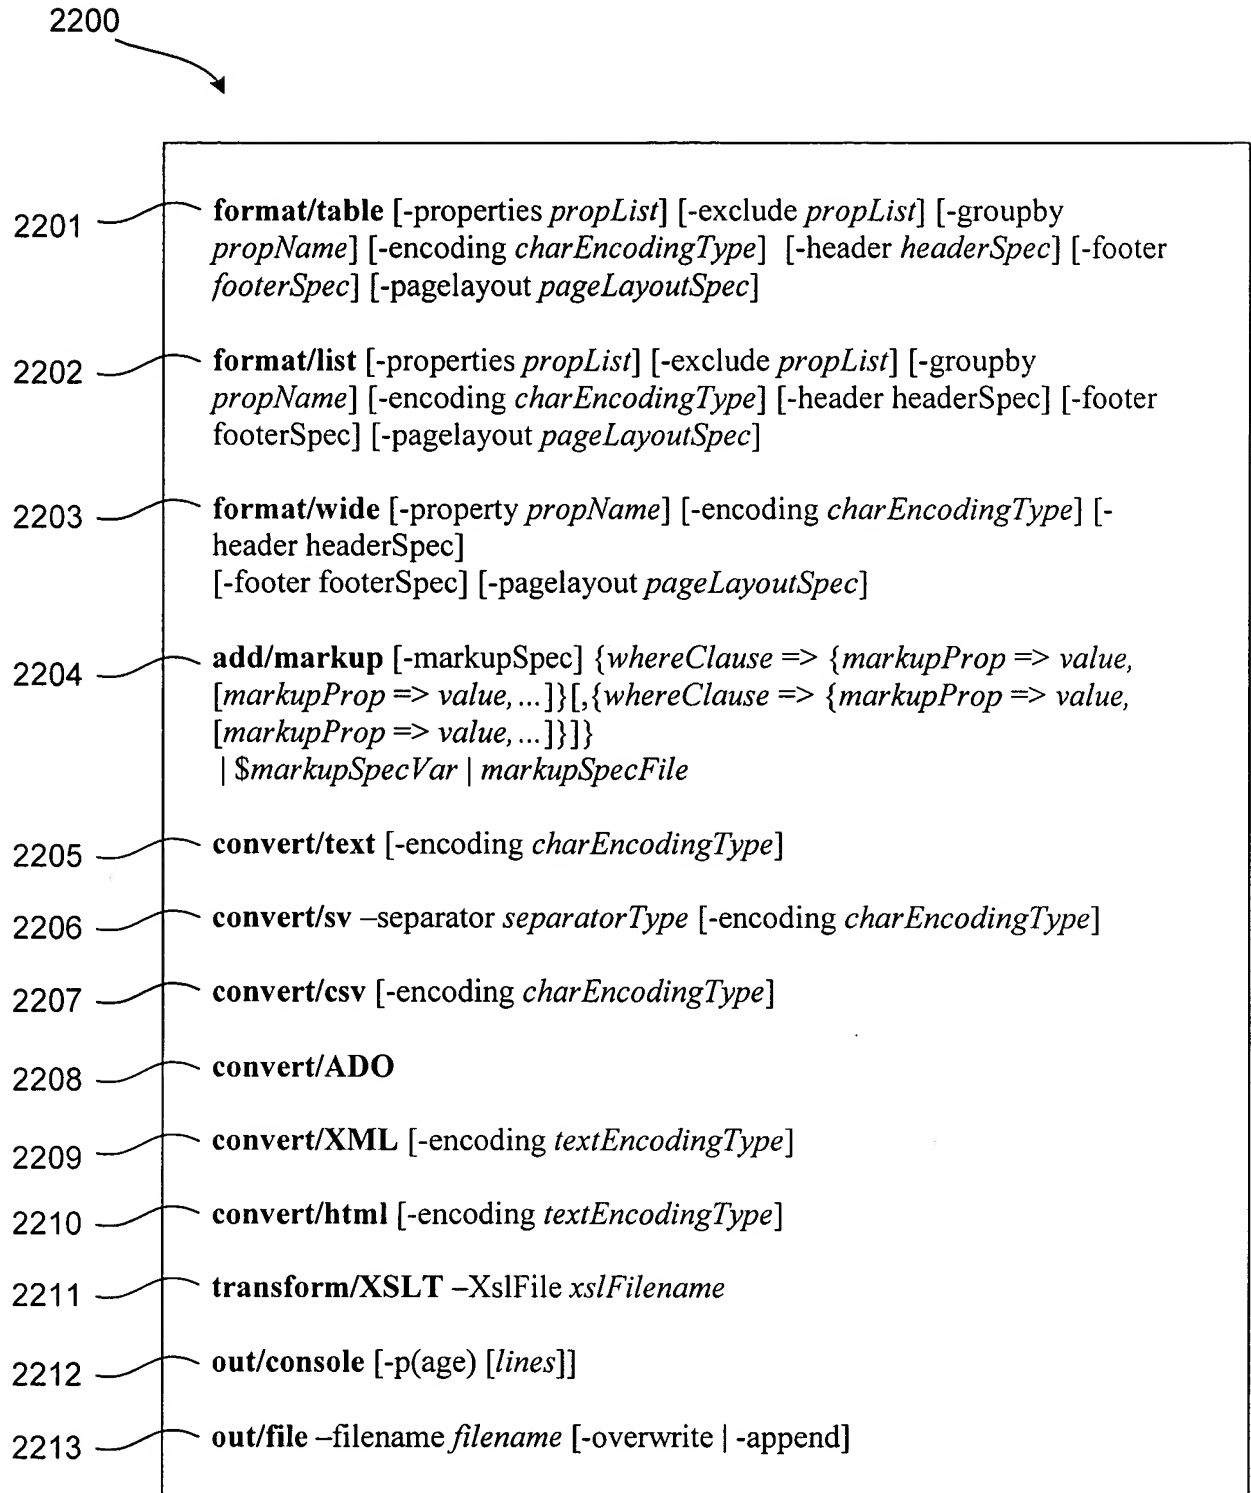 2200
2201 format/table [-properties propList] [-exclude propList] [-groupby
propName] [-encoding charEncodingType] [-header headerSpec] [-footer
footerSpec] [-pagelayout pageLayoutSpec]
2202 format/list [-properties propList] [-exclude propList] [-groupby
propName] [-encoding charEncodingType] [-header headerSpec] [-footer
footerSpec] [-pagelayout pageLayoutSpec]
2203 format/wide [-property propName] [-encoding charEncodingType] [-
header headerSpec]
[-footer footerSpec] [-pagelayout pageLayoutSpec]
2204 add/markup [-markupSpec] {whereClause => {markupProp => value,
[markupProp => value,...]}[,{whereClause => {markupProp => value,
[markupProp => value,...]}]}
| $markupSpecVar | markupSpecFile
2205 convert/text [-encoding charEncodingType]
2206 convert/sv –separator separatorType [-encoding charEncodingType]
2207 convert/csv [-encoding charEncodingType]
2208 convert/ADO
2209 convert/XML [-encoding textEncodingType]
2210 convert/html [-encoding textEncodingType]
2211 transform/XSLT –XslFile xslFilename
2212 out/console [-p(age) [lines]]
2213 out/file –filename filename [-overwrite | -append]